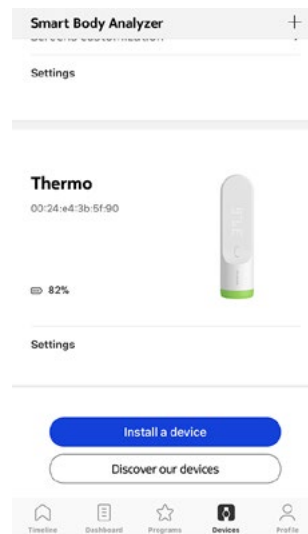 Smart Body Analyzer
Settings
Thermo
00:24:e4:3b:5f:90
82%
Settings
Install a device
Discover our devices
Timeline
Dashboard
Programs
Devices
Profile